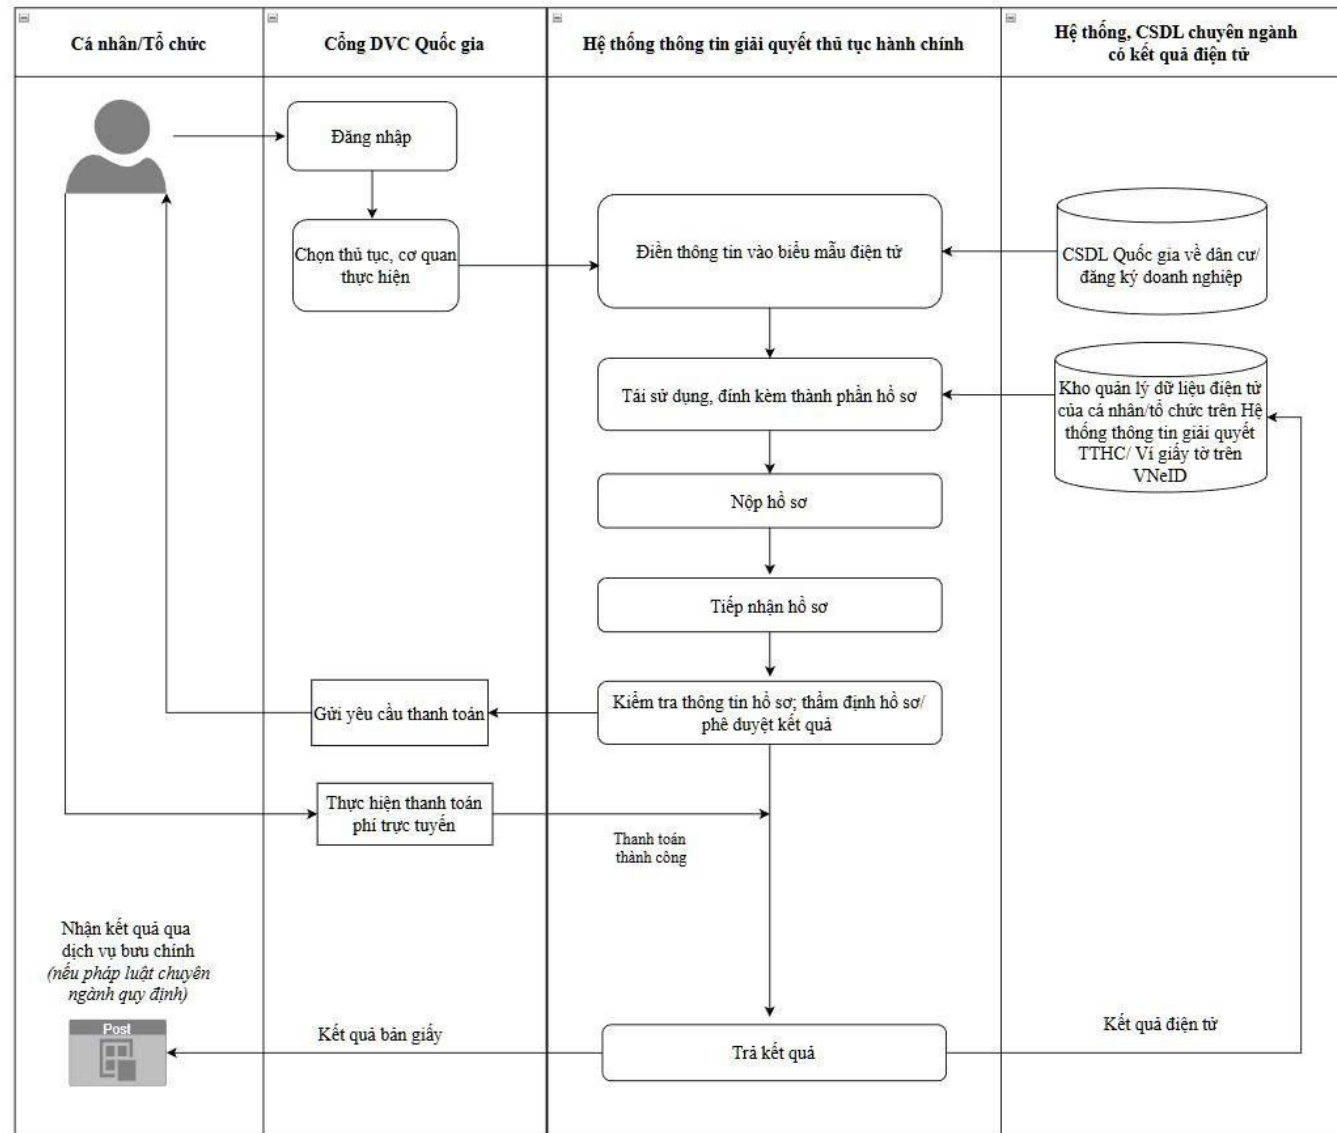 Cá nhân/Tổ chức
Cổng DVC Quốc gia
Hệ thống thông tin giải quyết thủ tục hành chính
Hệ thống, CSDL chuyên ngành
có kết quả điện tử
Đăng nhập
Chọn thủ tục, cơ quan
thực hiện
Điền thông tin vào biểu mẫu điện tử
CSDL Quốc gia về dân cư/
đăng ký doanh nghiệp
Tái sử dụng, đính kèm thành phần hồ sơ
Kho quản lý dữ liệu điện tử
của cá nhân/tổ chức trên Hệ
thống thông tin giải quyết
TTHC/ Ví giấy tờ trên
VNeID
Nộp hồ sơ
Tiếp nhận hồ sơ
Kiểm tra thông tin hồ sơ; thẩm định hồ sơ/
phê duyệt kết quả
Gửi yêu cầu thanh toán
Thực hiện thanh toán
phí trực tuyến
Thanh toán
thành công
Nhận kết quả qua
dịch vụ bưu chính
(nếu pháp luật chuyên
ngành quy định)
Post
Kết quả bản giấy
Trả kết quả
Kết quả điện tử